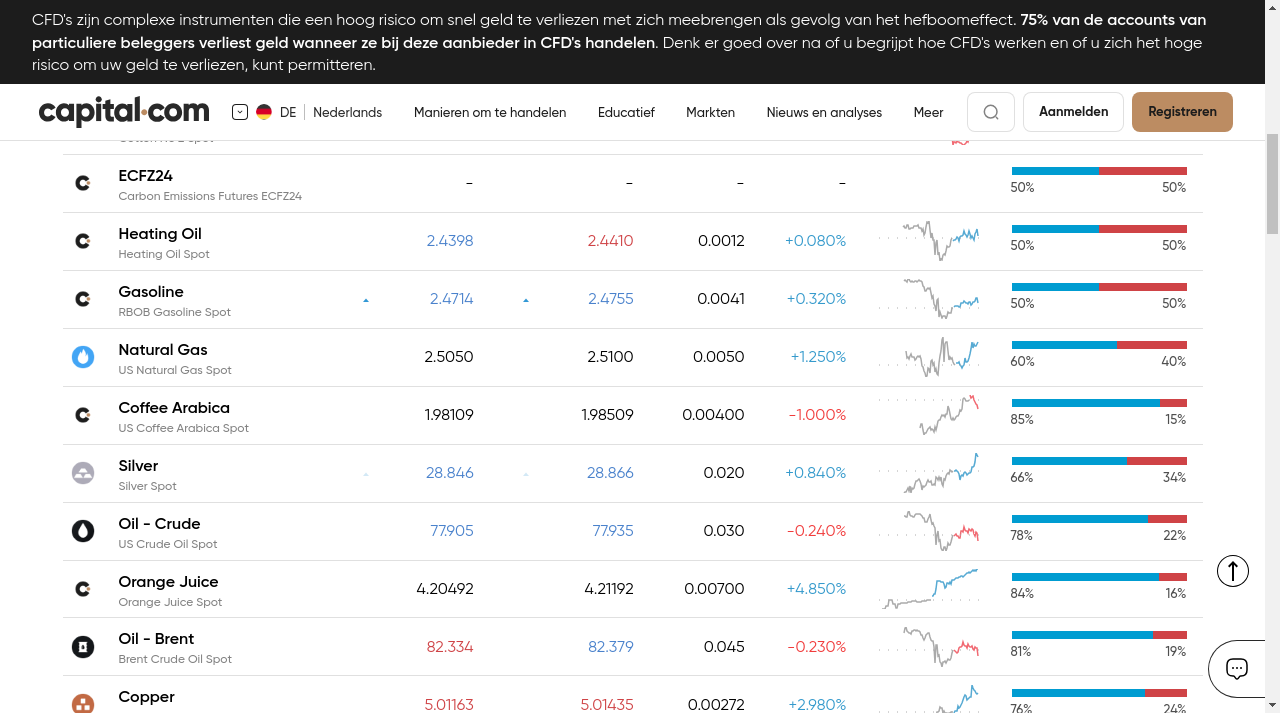 CFD's zijn complexe instrumenten die een hoog risico om snel geld te verliezen met zich meebrengen als gevolg van het hefboomeffect. 75% van de accounts van
particuliere beleggers verliest geld wanneer ze bij deze aanbieder in CFD's handelen. Denk er goed over na of u begrijpt hoe CFD's werken en of u zich het hoge
risico om uw geld te verliezen, kunt permitteren.
capital.com DE Nederlands Manieren om te handelen Educatief Markten Nieuws en analyses Meer Aanmelden Registreren
ECFZ24 - - - - 50% 50%
Carbon Emissions Futures ECFZ24
Heating Oil 2.4398 2.4410 0.0012 +0.080% 50% 50%
Heating Oil Spot
Gasoline 2.4714 2.4755 0.0041 +0.320% 50% 50%
RBOB Gasoline Spot
Natural Gas 2.5050 2.5100 0.0050 +1.250% 60% 40%
US Natural Gas Spot
Coffee Arabica 1.98109 1.98509 0.00400 -1.000% 85% 15%
US Coffee Arabica Spot
Silver 28.846 28.866 0.020 +0.840% 66% 34%
Silver Spot
Oil - Crude 77.905 77.935 0.030 -0.240% 78% 22%
US Crude Oil Spot
Orange Juice 4.20492 4.21192 0.00700 +4.850% 84% 16%
Orange Juice Spot
Oil - Brent 82.334 82.379 0.045 -0.230% 81% 19%
Brent Crude Oil Spot
Copper 5.01163 5.01435 0.00272 +2.980% 76% 24%